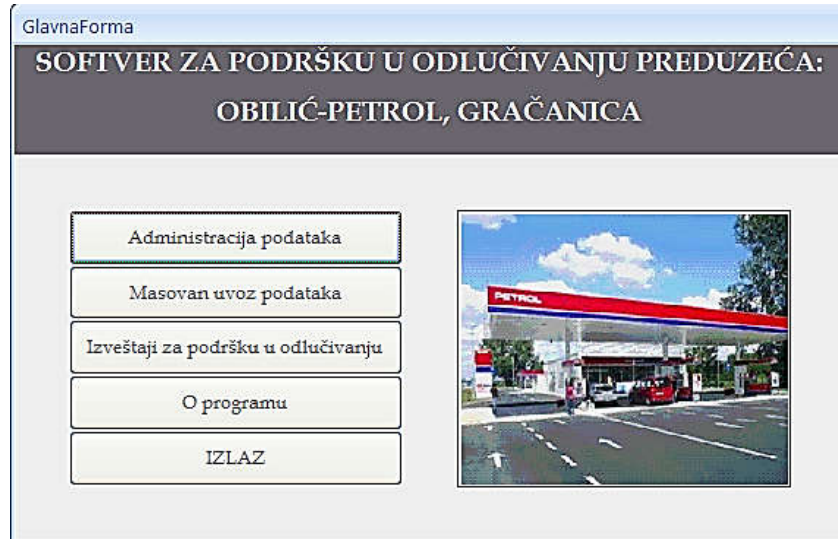 GlavnaForma
SOFTVER ZA PODRŠKU U ODLUČIVANJU PREDUZEĆA:
OBILIĆ-PETROL, GRAČANICA
Administracija podataka
Masovan uvoz podataka
Izveštaji za podršku u odlučivanju
O programu
IZLAZ
PETROL